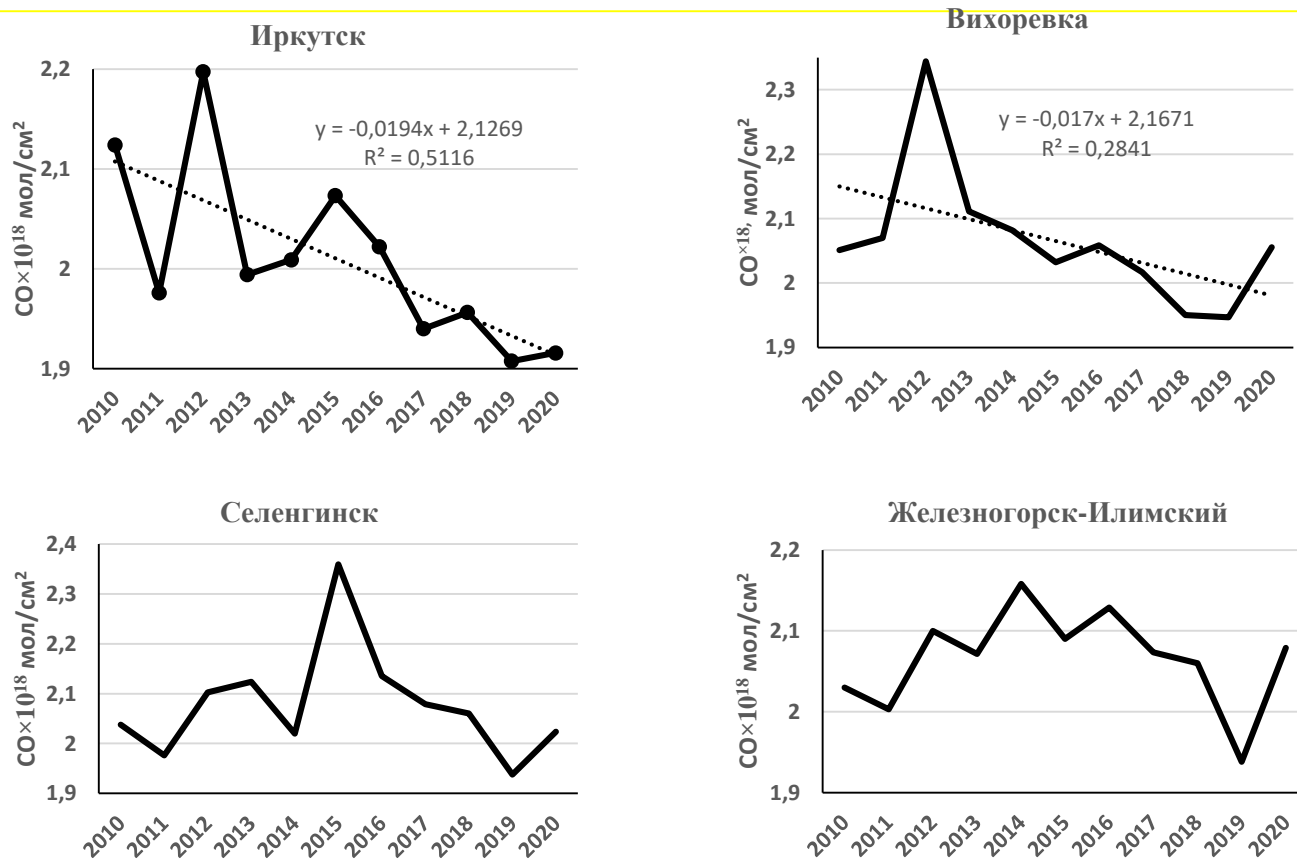 Иркутск
CO×10¹⁸ мол/см²
2,2
2,1
2
1,9
y = -0,0194x + 2,1269
R² = 0,5116
2010 2011 2012 2013 2014 2015 2016 2017 2018 2019 2020
Вихоревка
CO×¹⁸, мол/см²
2,3
2,2
2,1
2
1,9
y = -0,017x + 2,1671
R² = 0,2841
2010 2011 2012 2013 2014 2015 2016 2017 2018 2019 2020
Селенгинск
CO×10¹⁸ мол/см²
2,4
2,3
2,2
2,1
2
1,9
2010 2011 2012 2013 2014 2015 2016 2017 2018 2019 2020
Железногорск-Илимский
CO×10¹⁸ мол/см²
2,2
2,1
2
1,9
2010 2011 2012 2013 2014 2015 2016 2017 2018 2019 2020